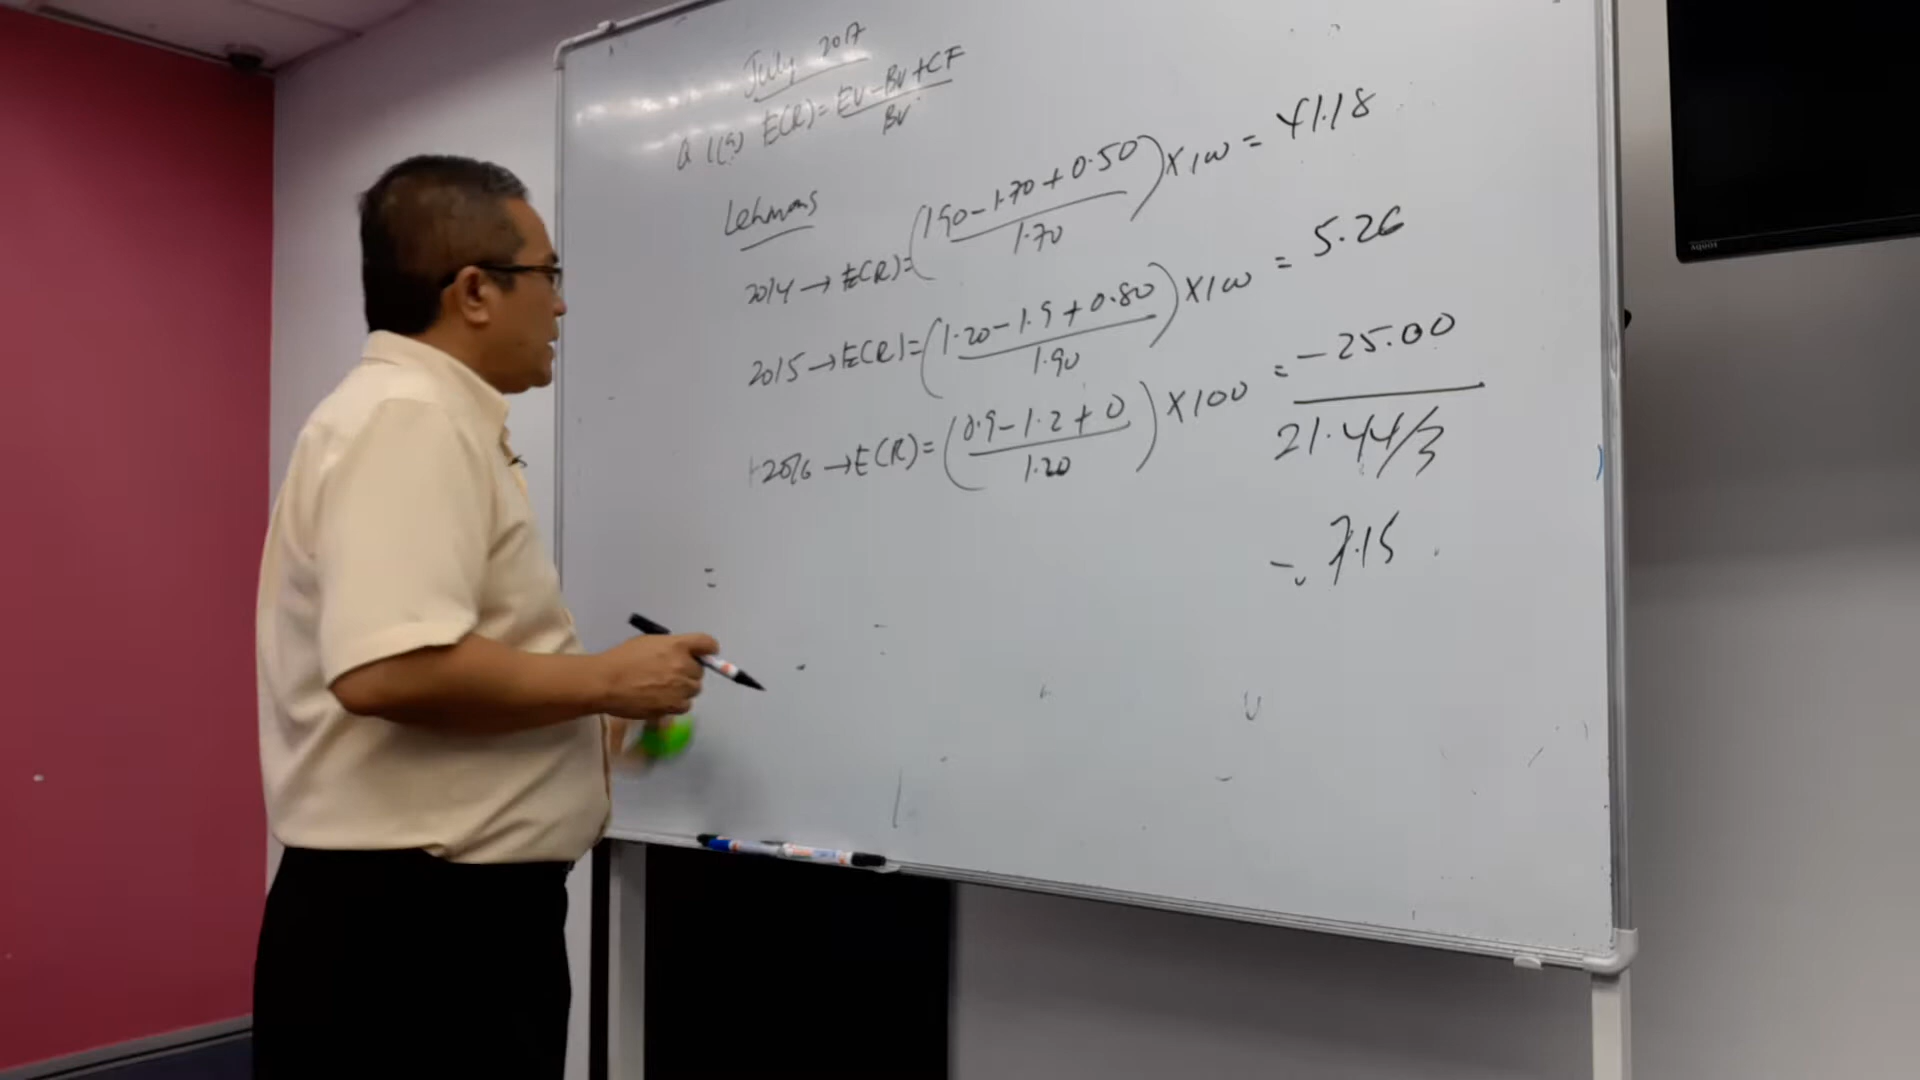 July 2017
Q 1(a) E(R) = EV - BV + CF / BV
Lehmans
2014 → E(R) = (1.90 - 1.70 + 0.50 / 1.70) x 100 = 41.18
2015 → E(R) = (1.20 - 1.9 + 0.80 / 1.90) x 100 = 5.26
2016 → E(R) = (0.9 - 1.2 + 0 / 1.20) x 100 = -25.00
21.44/3
= 7.15
=
AQUOS